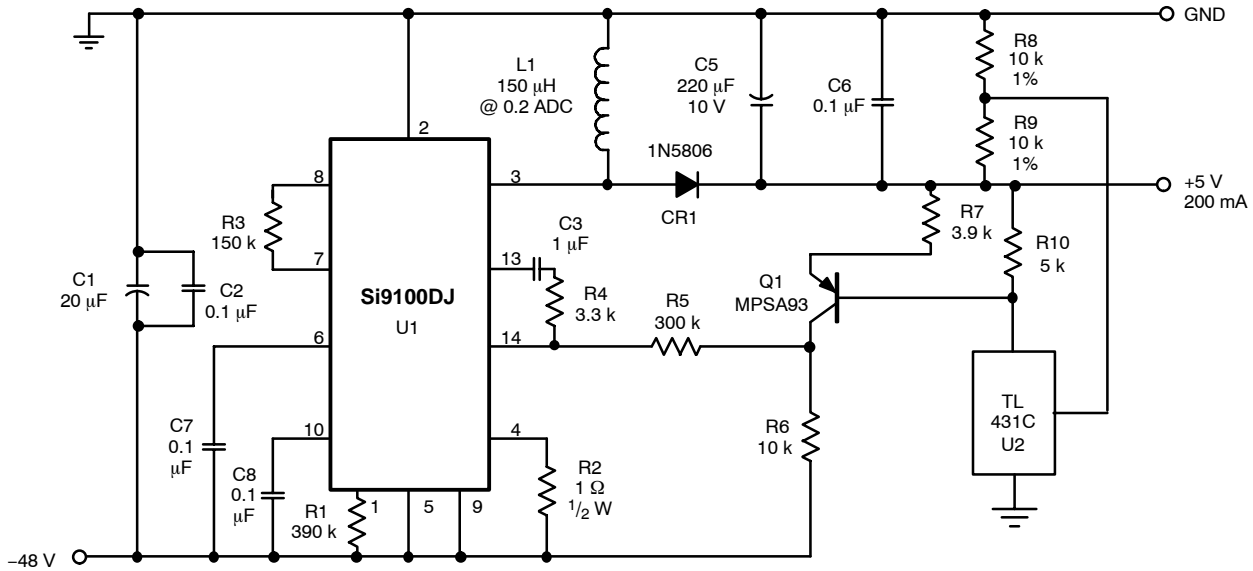 GND
R8
10 k
1%
L1
150 μH
@ 0.2 ADC
C5
220 μF
10 V
C6
0.1 μF
2
R9
10 k
1%
1N5806
8
3
+5 V
200 mA
CR1
R3
150 k
C3
1 μF
R7
3.9 k
R10
5 k
7
13
C1
20 μF
C2
0.1 μF
Si9100DJ
U1
R4
3.3 k
Q1
MPSA93
R5
300 k
6
14
TL
431C
U2
C7
0.1
μF
10
4
R6
10 k
C8
0.1
μF
R2
1 Ω
1/2 W
R1
390 k
1
5
9
–48 V